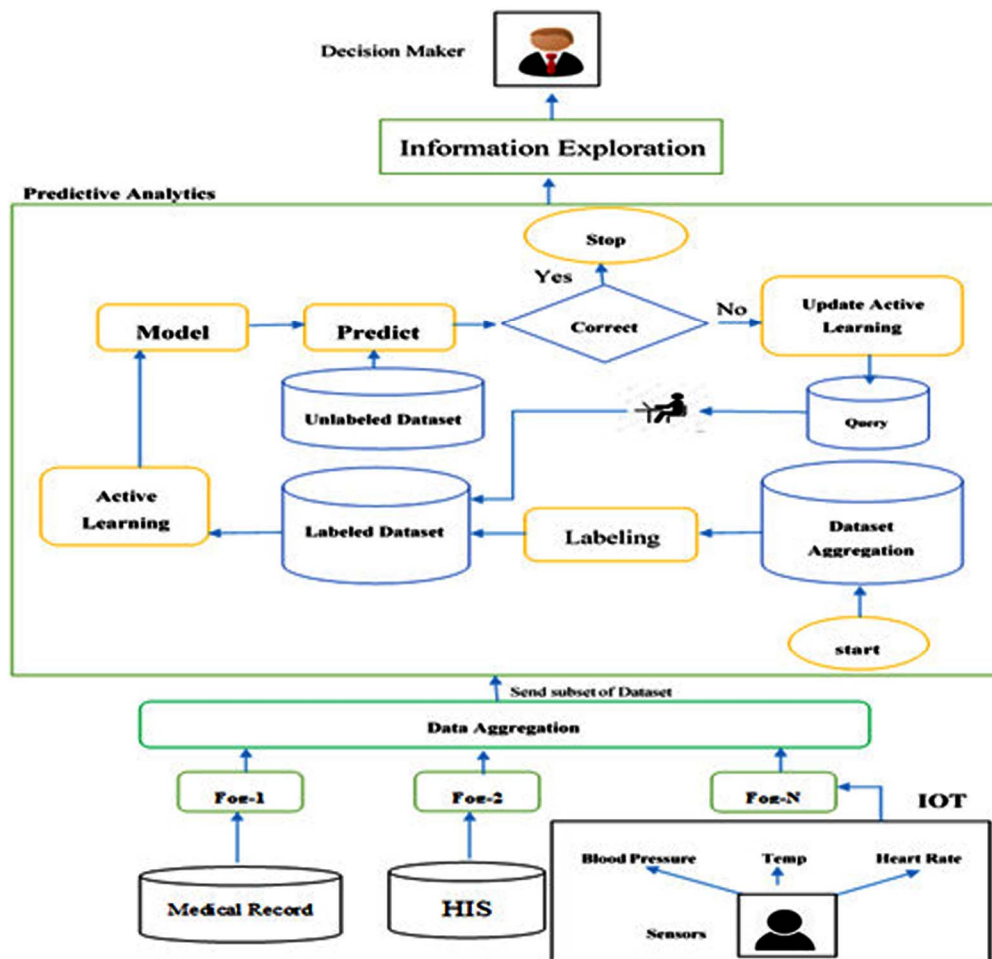 Decision Maker
Information Exploration
Predictive Analytics
Stop
Yes
No
Model
Predict
Correct
Update Active
Learning
Unlabeled Dataset
Query
Active
Learning
Labeled Dataset
Labeling
Dataset
Aggregation
start
Send subset of Dataset
Data Aggregation
Fog-1
Fog-2
Fog-N
IOT
Blood Pressure
Temp
Heart Rate
Medical Record
HIS
Sensors